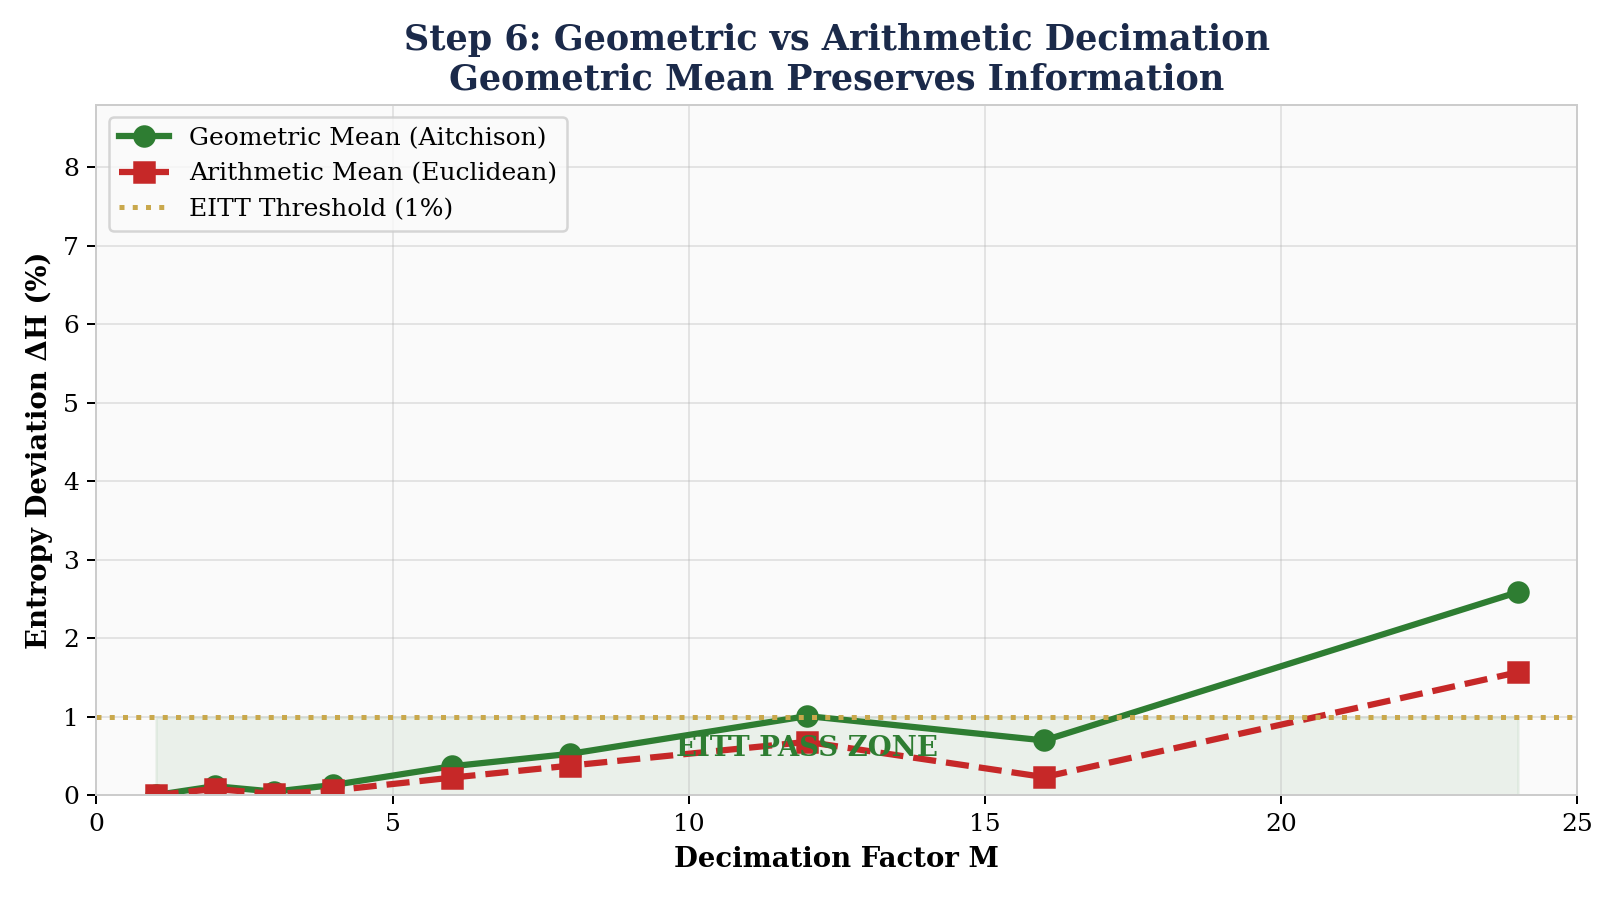 Step 6: Geometric vs Arithmetic Decimation
Geometric Mean Preserves Information
Geometric Mean (Aitchison)
Arithmetic Mean (Euclidean)
EITT Threshold (1%)
Entropy Deviation ΔH (%)
8
7
6
5
4
3
2
1
0
EITT PASS ZONE
0 5 10 15 20 25
Decimation Factor M